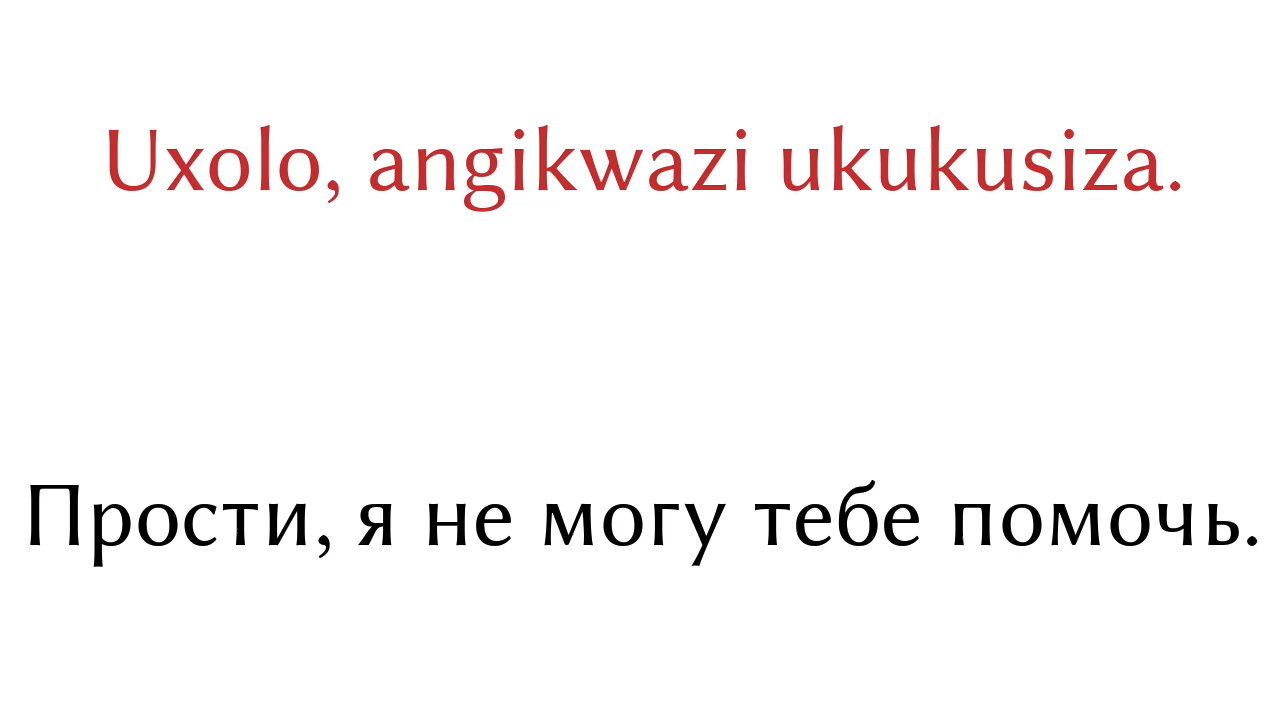 Uxolo, angikwazi ukukusiza.
Прости, я не могу тебе помочь.